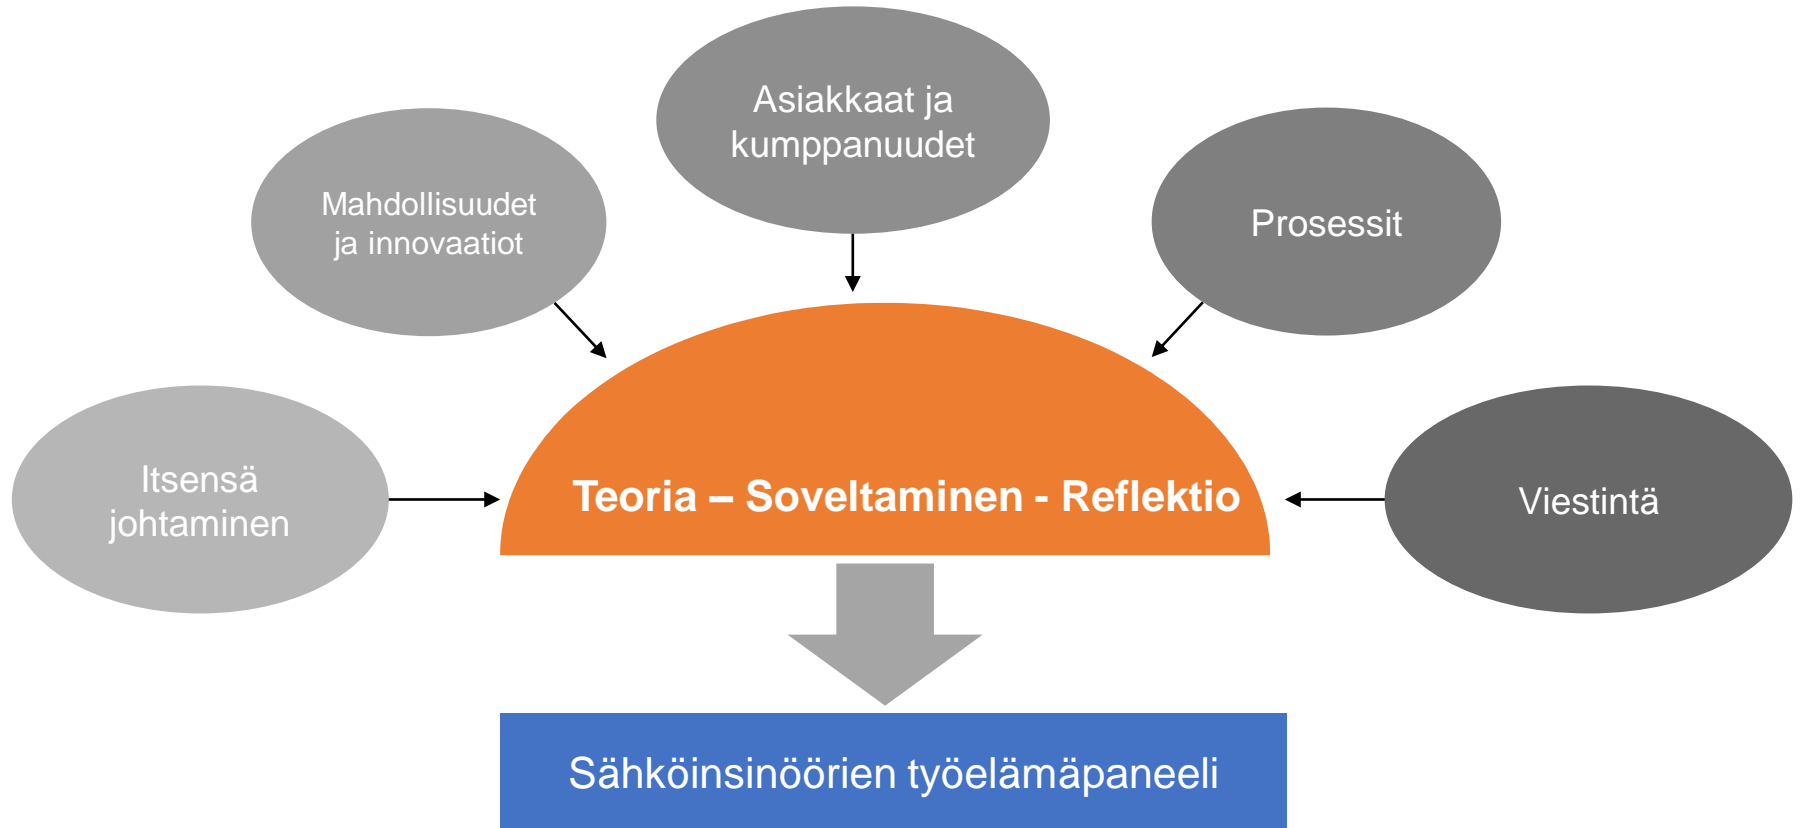 Asiakkaat ja
kumppanuudet
Mahdollisuudet
ja innovaatiot
Prosessit
Itsensä
johtaminen
Teoria – Soveltaminen - Reflektio
Viestintä
Sähköinsinöörien työelämäpaneeli